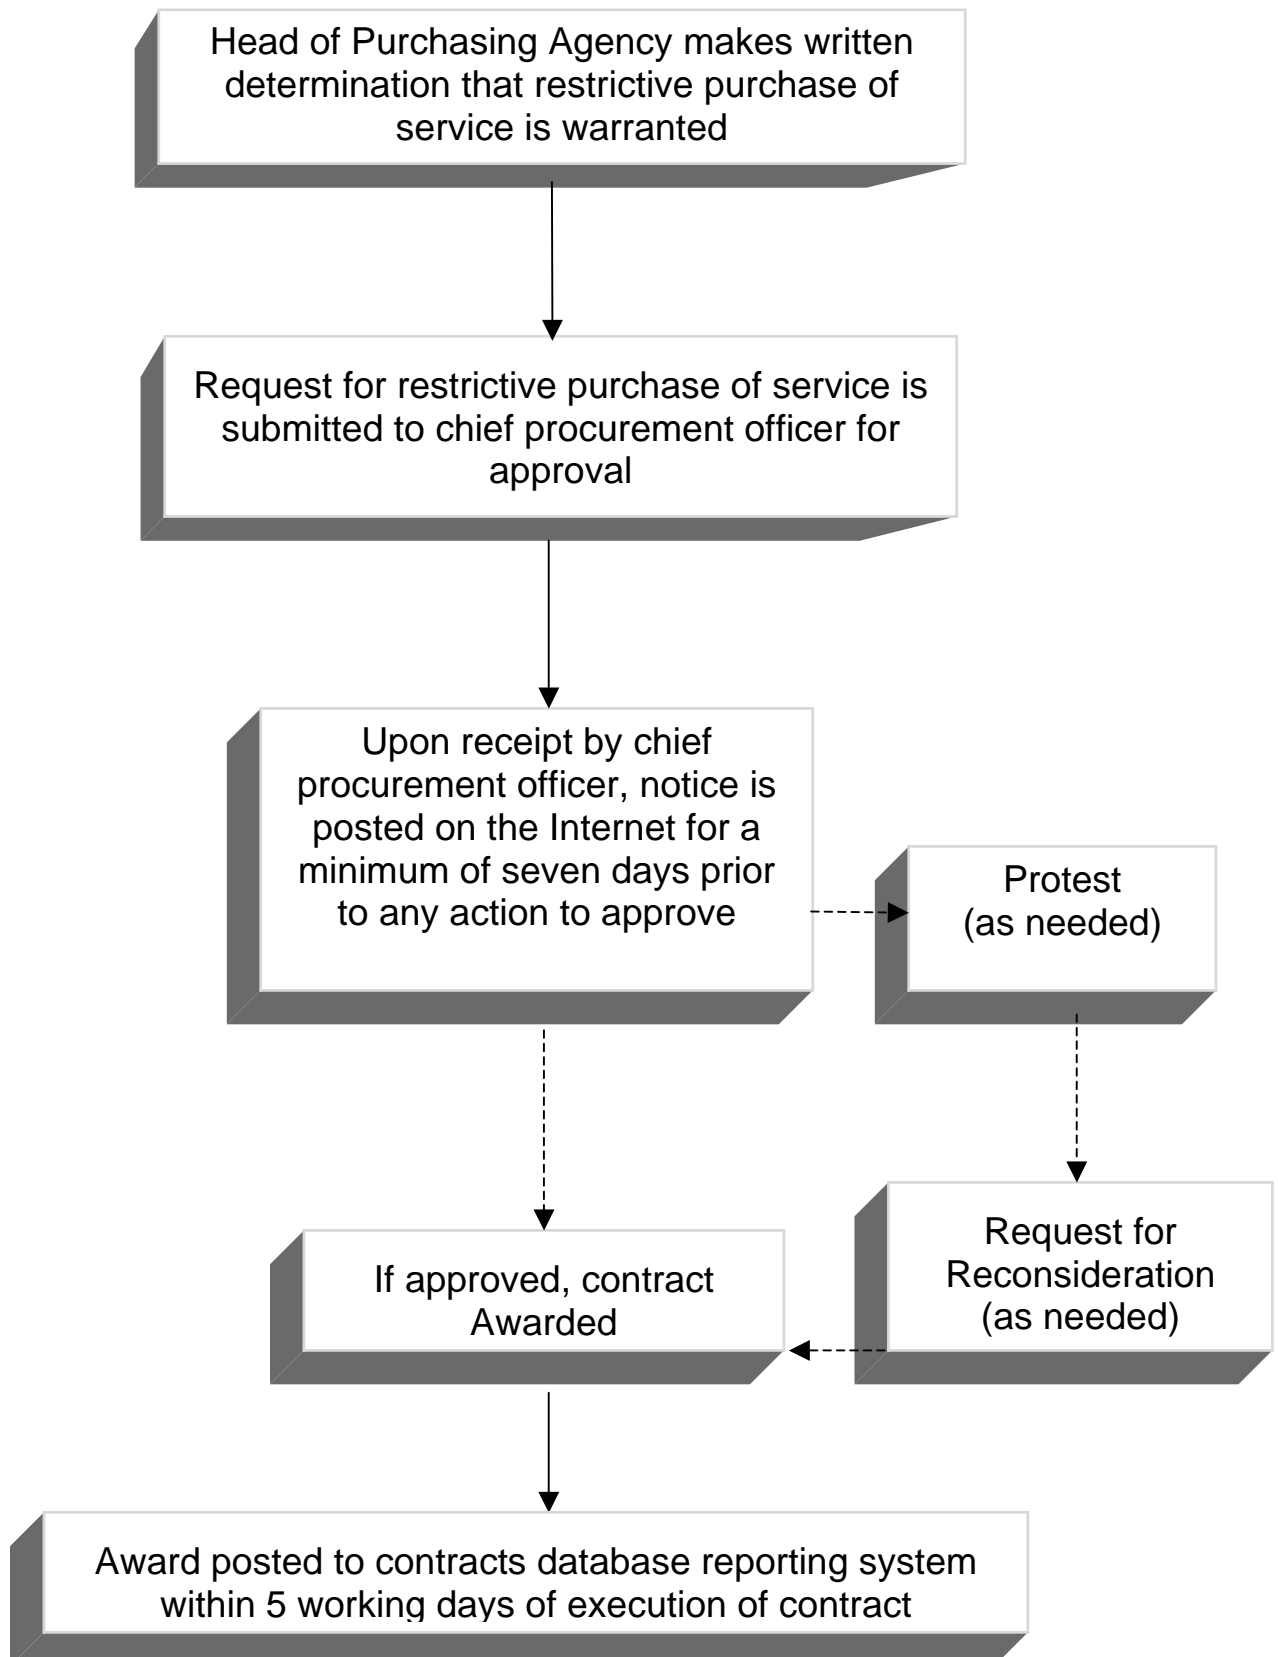 Head of Purchasing Agency makes written
determination that restrictive purchase of
service is warranted
Request for restrictive purchase of service is
submitted to chief procurement officer for
approval
Upon receipt by chief
procurement officer, notice is
posted on the Internet for a
minimum of seven days prior
to any action to approve
Protest
(as needed)
Request for
Reconsideration
(as needed)
If approved, contract
Awarded
Award posted to contracts database reporting system
within 5 working days of execution of contract